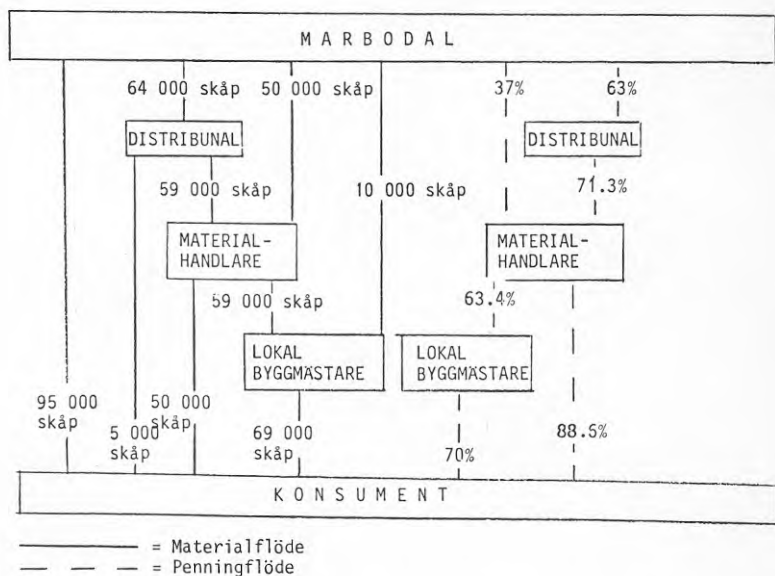 MARBODAL
64 000 skåp
50 000 skåp
37%
63%
DISTRIBUNAL
DISTRIBUNAL
59 000 skåp
10 000 skåp
71.3%
MATERIAL-
HANDLARE
MATERIAL-
HANDLARE
59 000 skåp
63.4%
LOKAL
BYGGMÄSTARE
LOKAL
BYGGMÄSTARE
95 000
skåp
5 000
skåp
50 000
skåp
69 000
skåp
70%
88.5%
KONSUMENT
= Materialflöde
= Penningflöde